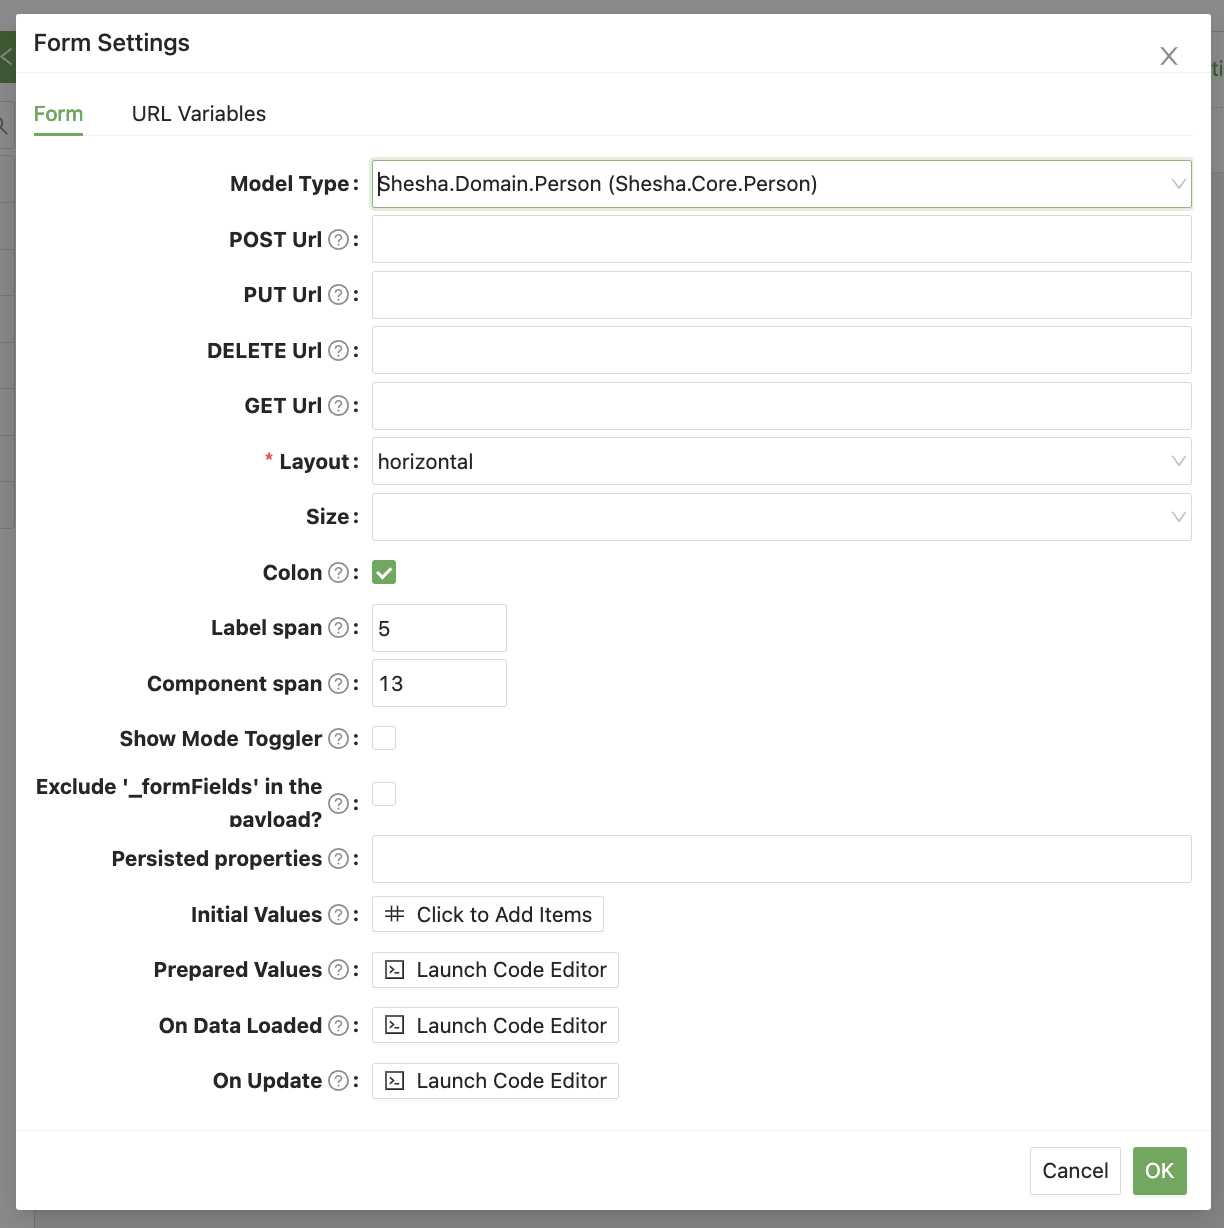 Form Settings
Form URL Variables
Model Type: Shesha.Domain.Person (Shesha.Core.Person)
POST Url ? :
PUT Url ? :
DELETE Url ? :
GET Url ? :
* Layout: horizontal
Size:
Colon ? :
Label span ? : 5
Component span ? : 13
Show Mode Toggler ? :
Exclude '_formFields' in the
payload? ? :
Persisted properties ? :
Initial Values ? : Click to Add Items
Prepared Values ? : Launch Code Editor
On Data Loaded ? : Launch Code Editor
On Update ? : Launch Code Editor
Cancel OK